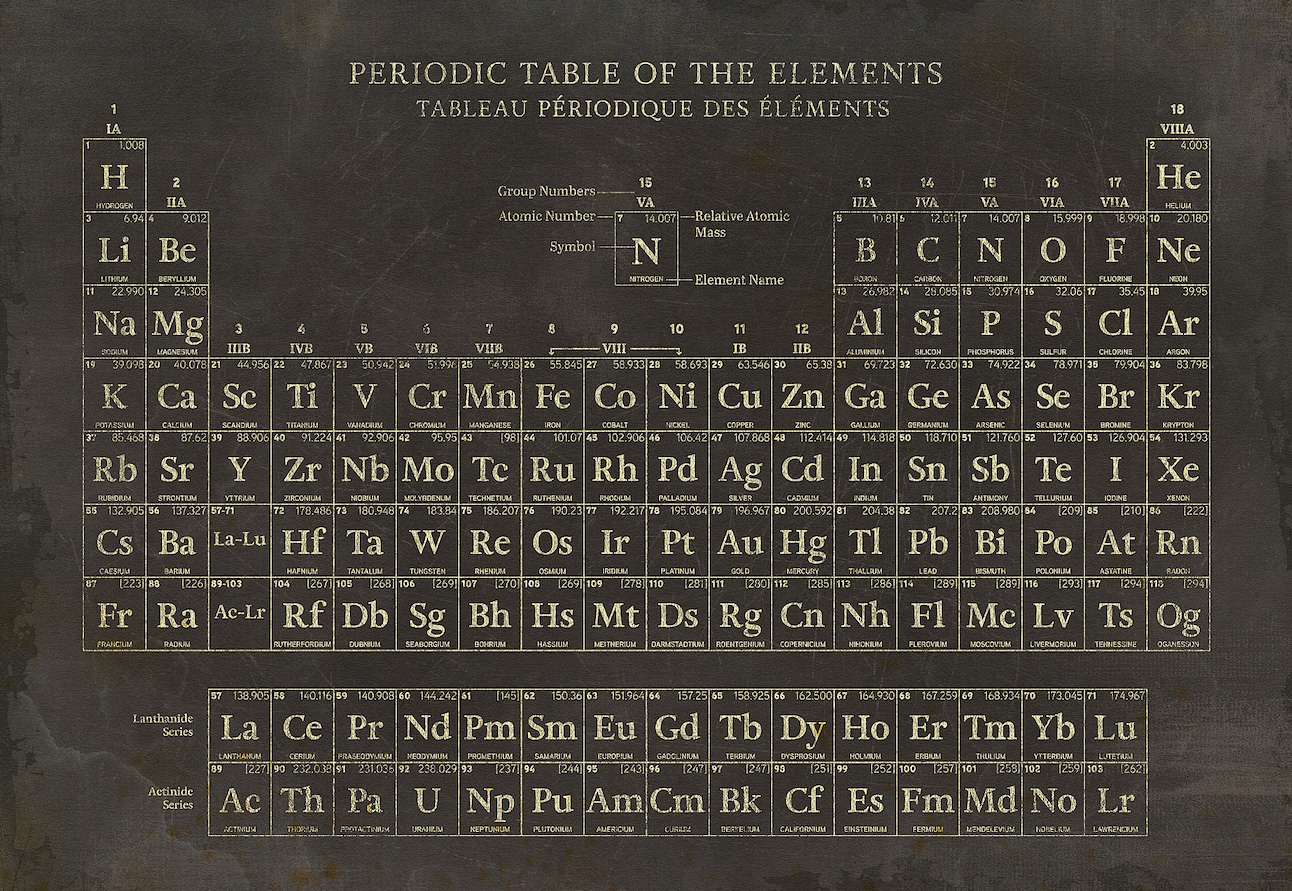 PERIODIC TABLE OF THE ELEMENTS
TABLEAU PÉRIODIQUE DES ÉLÉMENTS
1 18
IA VIIIA
1 1.008 2 4.003
H He
HYDROGEN HELIUM
2 13 14 15 16 17
IIA IIIA IVA VA VIA VIIA
Group Numbers 15
VA
Atomic Number 7 14.007 Relative Atomic
Mass
Symbol N
NITROGEN Element Name
3 6.94 4 9.012 5 10.81 6 12.011 7 14.007 8 15.999 9 18.998 10 20.180
Li Be B C N O F Ne
LITHIUM BERYLLIUM BORON CARBON NITROGEN OXYGEN FLUORINE NEON
11 22.990 12 24.305 13 26.982 14 28.085 15 30.974 16 32.06 17 35.45 18 39.95
Na Mg Al Si P S Cl Ar
SODIUM MAGNESIUM ALUMINIUM SILICON PHOSPHORUS SULFUR CHLORINE ARGON
3 4 5 6 7 8 9 10 11 12
IIIB IVB VB VIB VIIB VIII IB IIB
19 39.098 20 40.078 21 44.956 22 47.867 23 50.942 24 51.996 25 54.938 26 55.845 27 58.933 28 58.693 29 63.546 30 65.38 31 69.723 32 72.630 33 74.922 34 78.971 35 79.904 36 83.798
K Ca Sc Ti V Cr Mn Fe Co Ni Cu Zn Ga Ge As Se Br Kr
POTASSIUM CALCIUM SCANDIUM TITANIUM VANADIUM CHROMIUM MANGANESE IRON COBALT NICKEL COPPER ZINC GALLIUM GERMANIUM ARSENIC SELENIUM BROMINE KRYPTON
37 85.468 38 87.62 39 88.906 40 91.224 41 92.906 42 95.95 43 [98] 44 101.07 45 102.906 46 106.42 47 107.868 48 112.414 49 114.818 50 118.710 51 121.760 52 127.60 53 126.904 54 131.293
Rb Sr Y Zr Nb Mo Tc Ru Rh Pd Ag Cd In Sn Sb Te I Xe
RUBIDIUM STRONTIUM YTTRIUM ZIRCONIUM NIOBIUM MOLYBDENUM TECHNETIUM RUTHENIUM RHODIUM PALLADIUM SILVER CADMIUM INDIUM TIN ANTIMONY TELLURIUM IODINE XENON
55 132.905 56 137.327 57-71 72 178.486 73 180.948 74 183.84 75 186.207 76 190.23 77 192.217 78 195.084 79 196.967 80 200.592 81 204.38 82 207.2 83 208.980 84 [209] 85 [210] 86 [222]
Cs Ba La-Lu Hf Ta W Re Os Ir Pt Au Hg Tl Pb Bi Po At Rn
CAESIUM BARIUM HAFNIUM TANTALUM TUNGSTEN RHENIUM OSMIUM IRIDIUM PLATINUM GOLD MERCURY THALLIUM LEAD BISMUTH POLONIUM ASTATINE RADON
87 [223] 88 [226] 89-103 104 [267] 105 [268] 106 [269] 107 [270] 108 [269] 109 [278] 110 [281] 111 [280] 112 [285] 113 [286] 114 [289] 115 [289] 116 [293] 117 [294] 118 [294]
Fr Ra Ac-Lr Rf Db Sg Bh Hs Mt Ds Rg Cn Nh Fl Mc Lv Ts Og
FRANCIUM RADIUM RUTHERFORDIUM DUBNIUM SEABORGIUM BOHRIUM HASSIUM MEITNERIUM DARMSTADTIUM ROENTGENIUM COPERNICIUM NIHONIUM FLEROVIUM MOSCOVIUM LIVERMORIUM TENNESSINE OGANESSON
57 138.905 58 140.116 59 140.908 60 144.242 61 [145] 62 150.36 63 151.964 64 157.25 65 158.925 66 162.500 67 164.930 68 167.259 69 168.934 70 173.045 71 174.967
Lanthanide
Series
La Ce Pr Nd Pm Sm Eu Gd Tb Dy Ho Er Tm Yb Lu
LANTHANUM CERIUM PRASEODYMIUM NEODYMIUM PROMETHIUM SAMARIUM EUROPIUM GADOLINIUM TERBIUM DYSPROSIUM HOLMIUM ERBIUM THULIUM YTTERBIUM LUTETIUM
89 [227] 90 232.038 91 231.036 92 238.029 93 [237] 94 [244] 95 [243] 96 [247] 97 [247] 98 [251] 99 [252] 100 [257] 101 [258] 102 [259] 103 [262]
Actinide
Series
Ac Th Pa U Np Pu Am Cm Bk Cf Es Fm Md No Lr
ACTINIUM THORIUM PROTACTINIUM URANIUM NEPTUNIUM PLUTONIUM AMERICIUM CURIUM BERKELIUM CALIFORNIUM EINSTEINIUM FERMIUM MENDELEVIUM NOBELIUM LAWRENCIUM